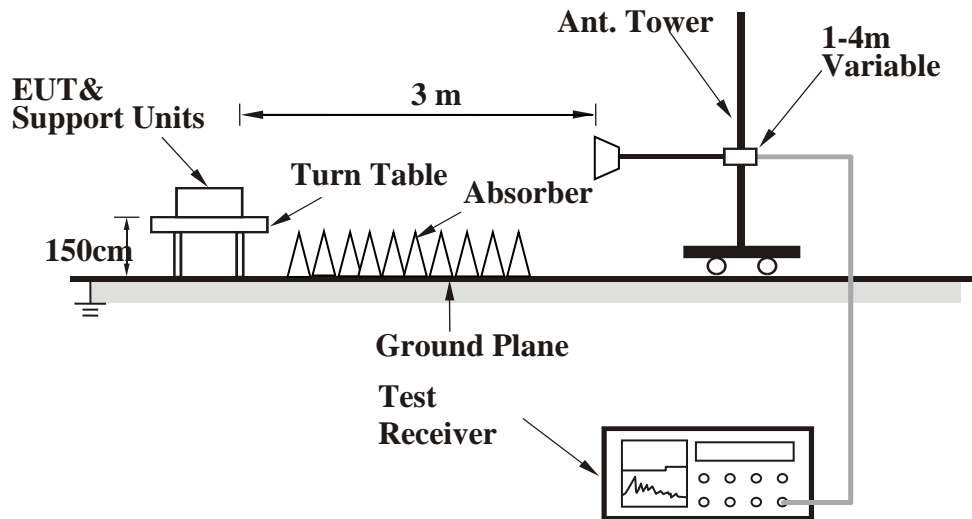 Ant. Tower
1-4m
Variable
EUT&
Support Units
3 m
Turn Table
Absorber
150cm
Ground Plane
Test
Receiver